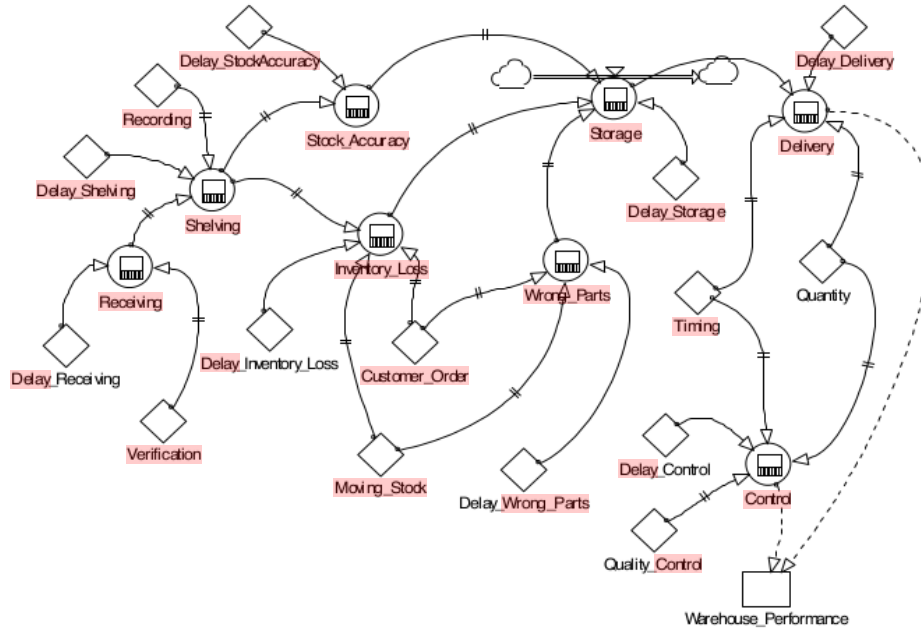 Delay_StockAccuracy
Delay_Delivery
Recording
Stock_Accuracy
Storage
Delivery
Delay_Shelving
Shelving
Delay_Storage
Inventory_Loss
Receiving
Wrong_Parts
Quantity
Timing
Delay_Receiving
Delay_Inventory_Loss
Customer_Order
Verification
Moving_Stock
Delay_Wrong_Parts
Delay_Control
Control
Quality_Control
Warehouse_Performance